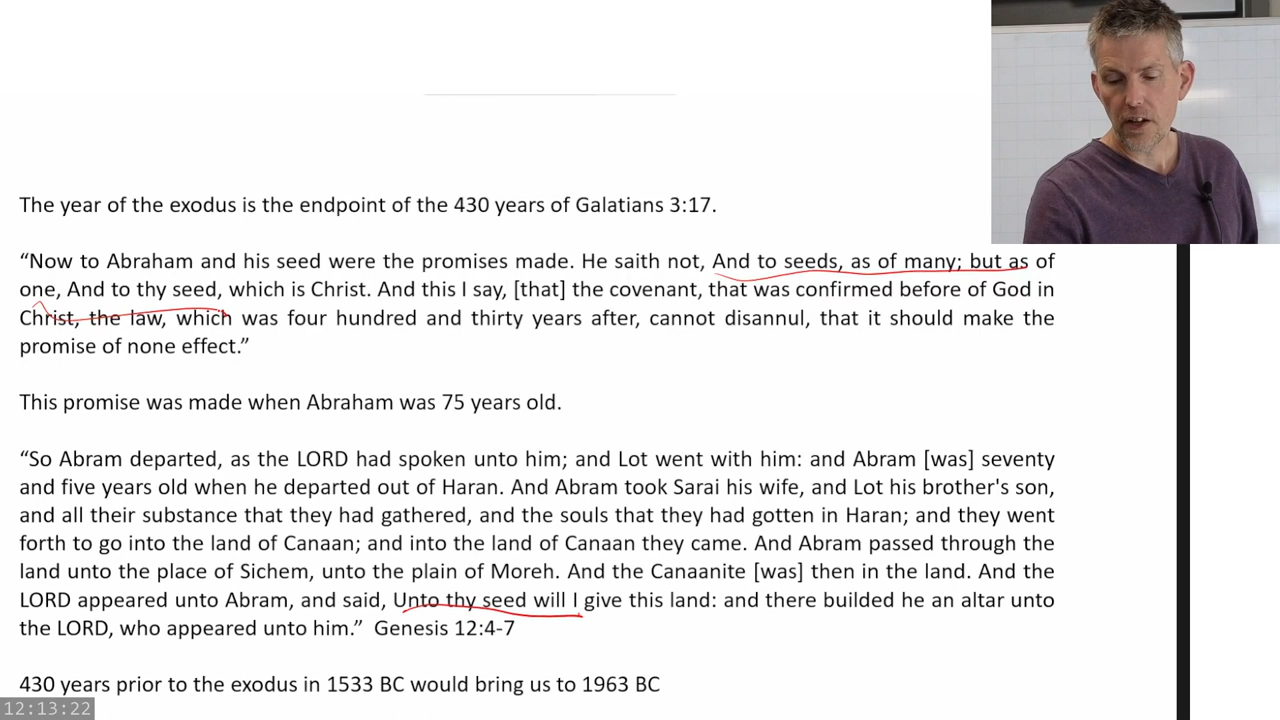 The year of the exodus is the endpoint of the 430 years of Galatians 3:17.
“Now to Abraham and his seed were the promises made. He saith not, And to seeds, as of many; but as of
one, And to thy seed, which is Christ. And this I say, [that] the covenant, that was confirmed before of God in
Christ, the law, which was four hundred and thirty years after, cannot disannul, that it should make the
promise of none effect.”
This promise was made when Abraham was 75 years old.
“So Abram departed, as the LORD had spoken unto him; and Lot went with him: and Abram [was] seventy
and five years old when he departed out of Haran. And Abram took Sarai his wife, and Lot his brother's son,
and all their substance that they had gathered, and the souls that they had gotten in Haran; and they went
forth to go into the land of Canaan; and into the land of Canaan they came. And Abram passed through the
land unto the place of Sichem, unto the plain of Moreh. And the Canaanite [was] then in the land. And the
LORD appeared unto Abram, and said, Unto thy seed will I give this land: and there builded he an altar unto
the LORD, who appeared unto him.” Genesis 12:4-7
430 years prior to the exodus in 1533 BC would bring us to 1963 BC
12:13:22